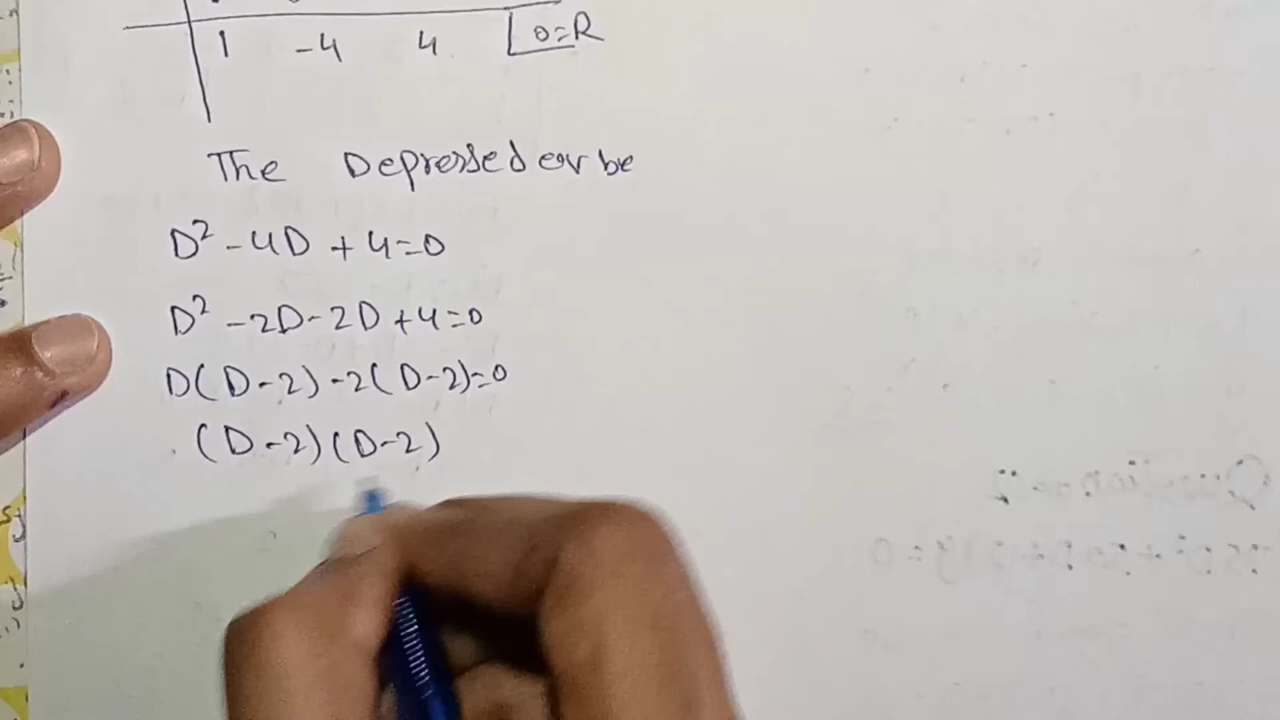 1 -4 4 0=R
The Depressed be
D² - 4D + 4 = 0
D² - 2D - 2D + 4 = 0
D(D-2) - 2(D-2) = 0
(D-2)(D-2)